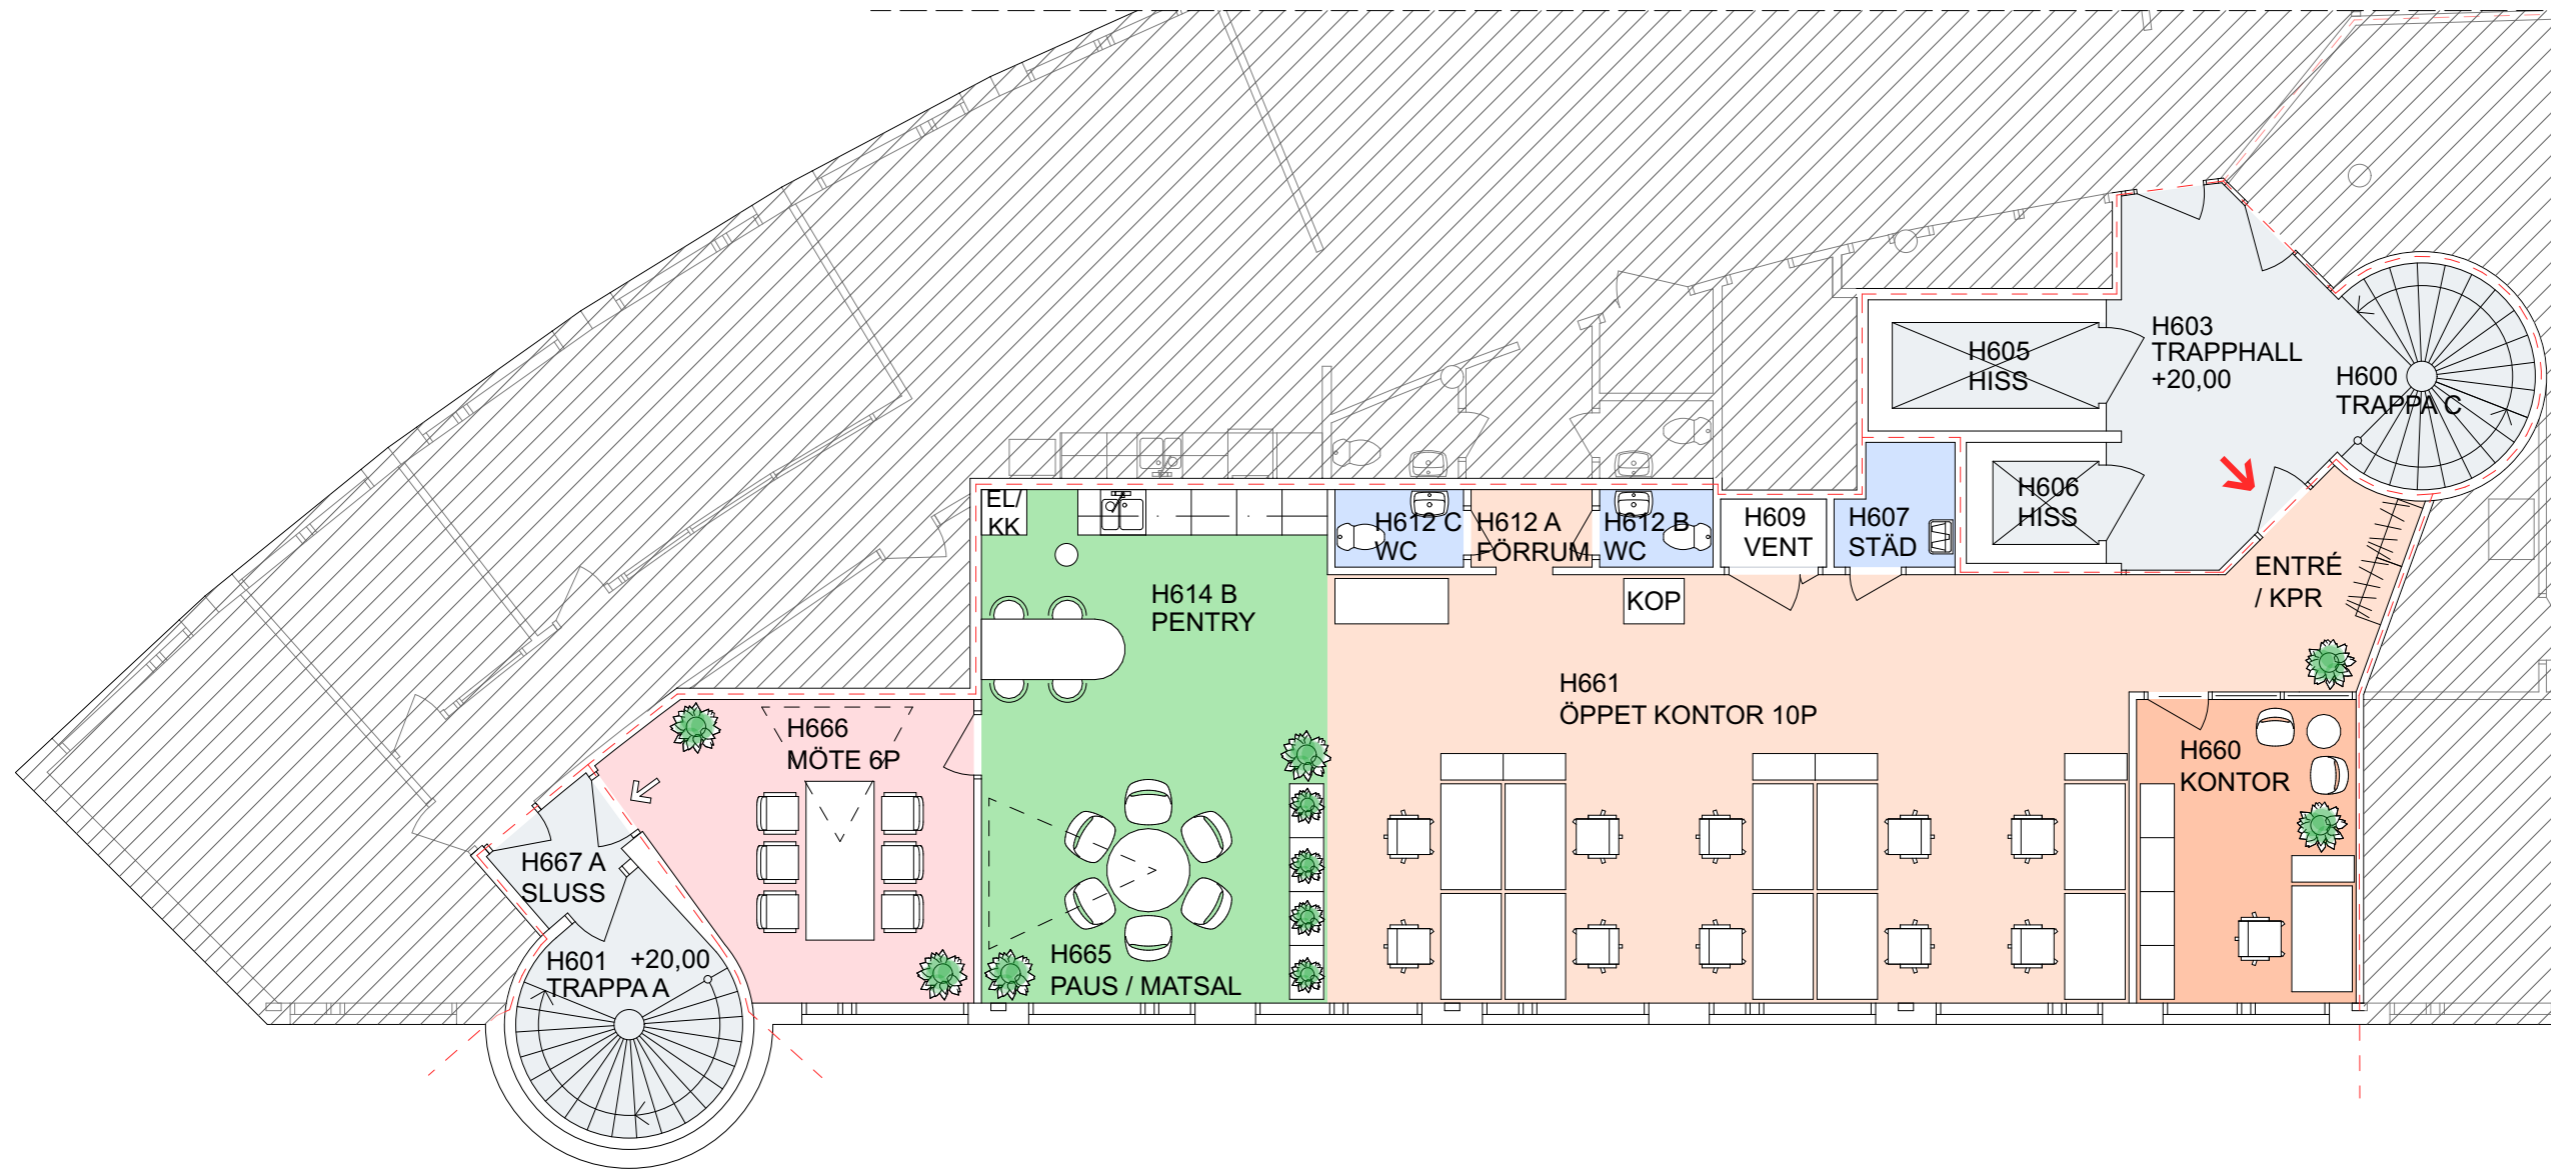 H603
TRAPPHALL
+20,00
H605
HISS
H600
TRAPPA C
H606
HISS
EL/
KK
H612 C
WC
H612 A
FÖRRUM
H612 B
WC
H609
VENT
H607
STÄD
ENTRÉ
/ KPR
H614 B
PENTRY
KOP
H661
ÖPPET KONTOR 10P
H666
MÖTE 6P
H660
KONTOR
H667 A
SLUSS
H665
PAUS / MATSAL
H601 +20,00
TRAPPA A